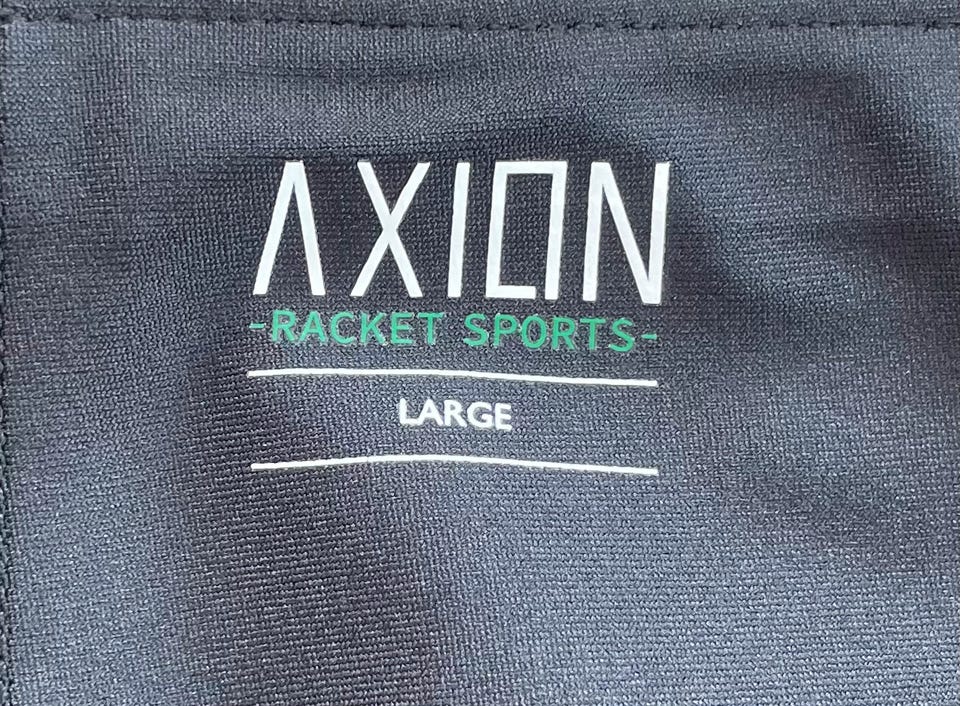 AXION
-RACKET SPORTS-
LARGE